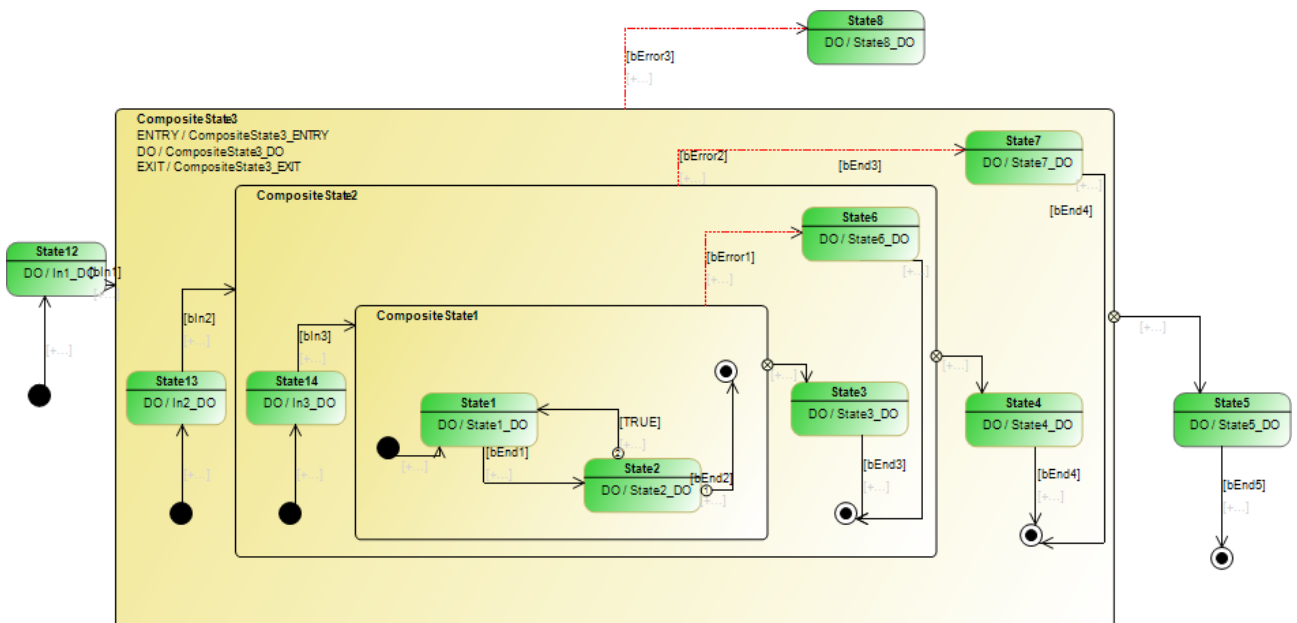 State8
DO / State8_DO
[bError3]
[+...]
CompositeState3
ENTRY / CompositeState3_ENTRY
DO / CompositeState3_DO
EXIT / CompositeState3_EXIT
State7
DO / State7_DO
[bError2]
[+...]
[bEnd3]
[+...]
[bEnd4]
CompositeState2
State6
DO / State6_DO
[+...]
[bError1]
[+...]
State12
DO / In1_DO
[bIn1]
[+...]
[+...]
CompositeState1
[bIn2]
[+...]
[bIn3]
[+...]
[+...]
State13
DO / In2_DO
[+...]
State14
DO / In3_DO
[+...]
State1
DO / State1_DO
[+...]
[TRUE]
[+...]
2
[bEnd1]
[+...]
State2
DO / State2_DO
[bEnd2]
1
[+...]
[+...]
State3
DO / State3_DO
[bEnd3]
[+...]
[+...]
State4
DO / State4_DO
[bEnd4]
[+...]
State5
DO / State5_DO
[bEnd5]
[+...]